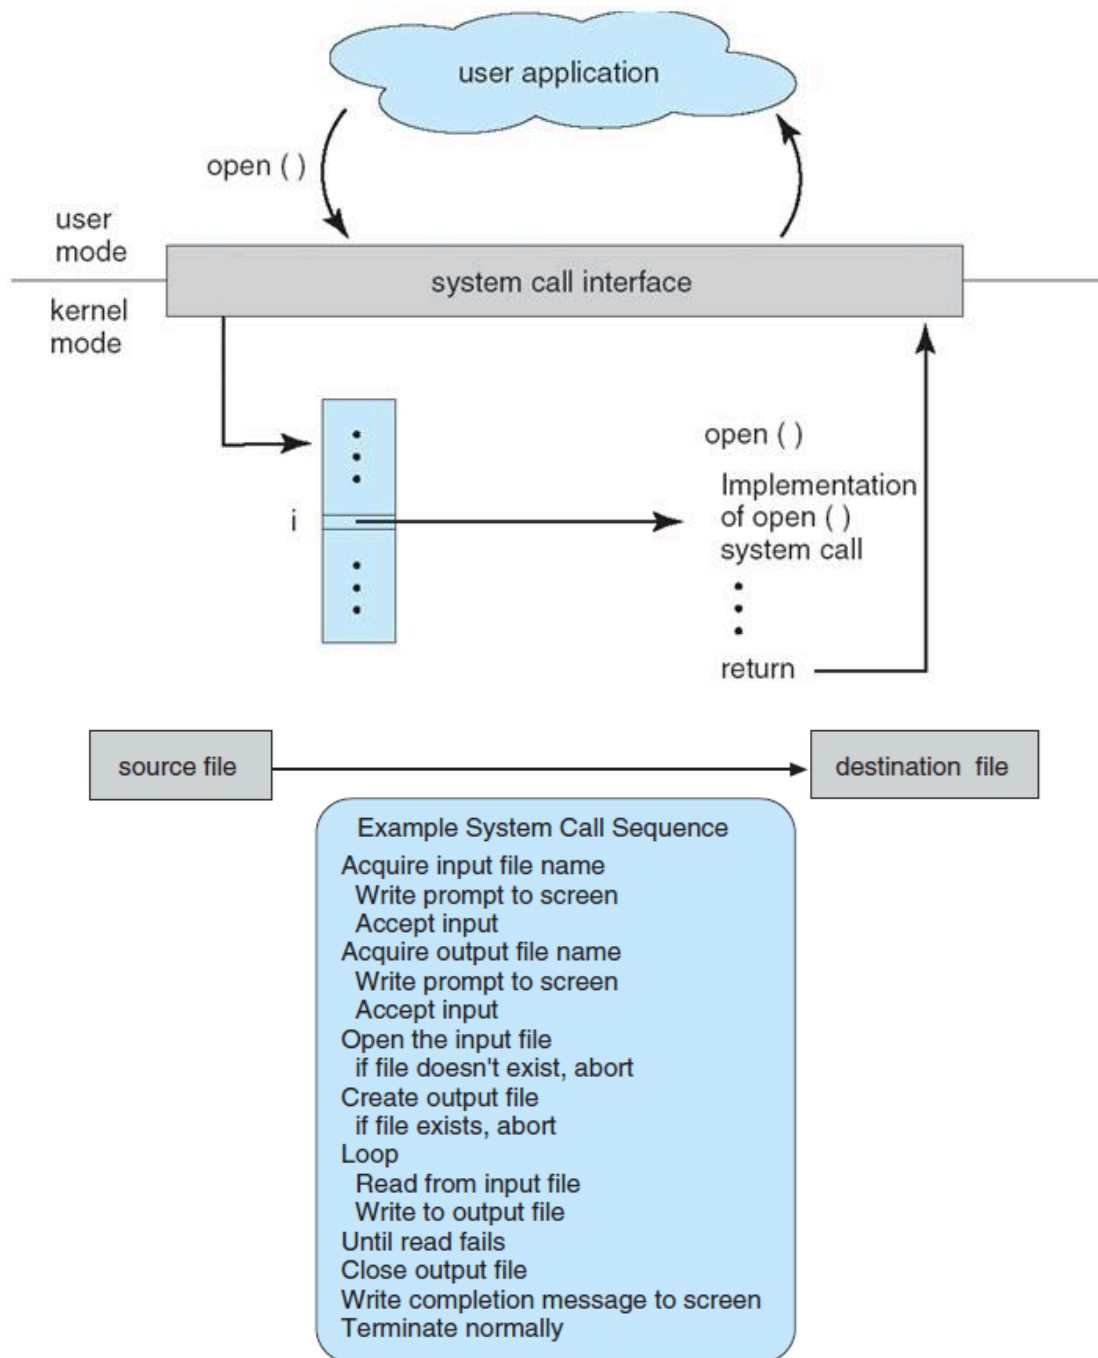 user application
open ( )
user
mode
system call interface
kernel
mode
open ( )
Implementation
of open ( )
system call
i
return
source file
destination file
Example System Call Sequence
Acquire input file name
Write prompt to screen
Accept input
Acquire output file name
Write prompt to screen
Accept input
Open the input file
if file doesn't exist, abort
Create output file
if file exists, abort
Loop
Read from input file
Write to output file
Until read fails
Close output file
Write completion message to screen
Terminate normally